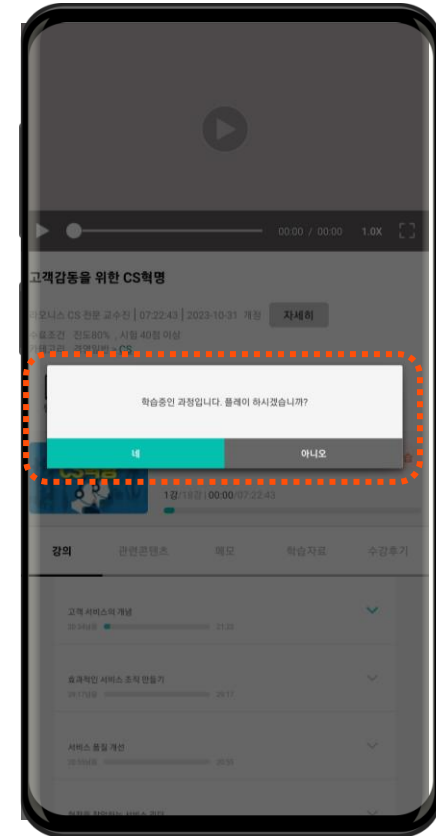 00:00 / 00:00 1.0X
고객감동을 위한 CS혁명
CS 전문 교수진 | 07:22:43 | 2023-10-31 개정 자세히
진도80% , 시험 40점 이상
학습중인 과정입니다. 플레이 하시겠습니까?
네 아니오
1강/18강 | 00:00/07:22:43
강의 관련콘텐츠 메모 학습자료 수강후기
고객 서비스의 개념
효과적인 서비스 조직 만들기
서비스 품질 개선